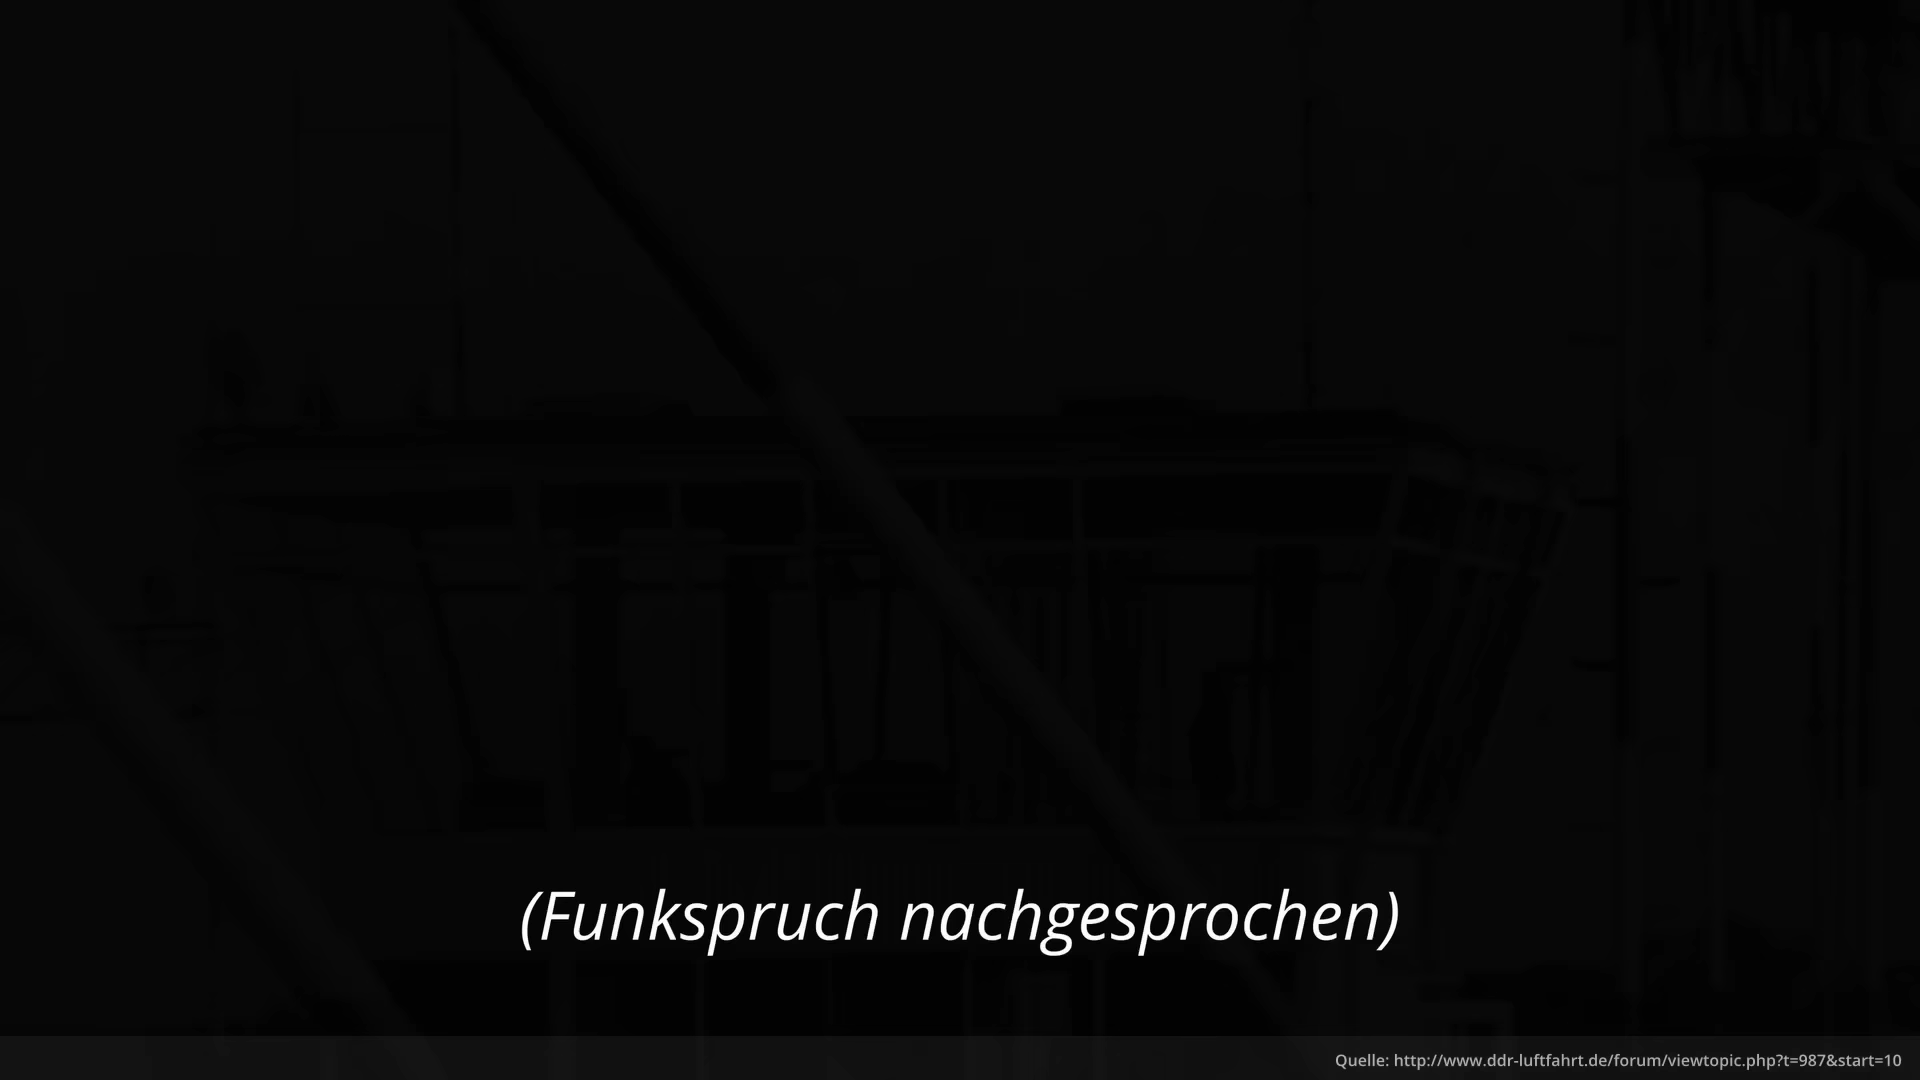 (Funkspruch nachgesprochen)
Quelle: http://www.ddr-luftfahrt.de/forum/viewtopic.php?t=987&start=10